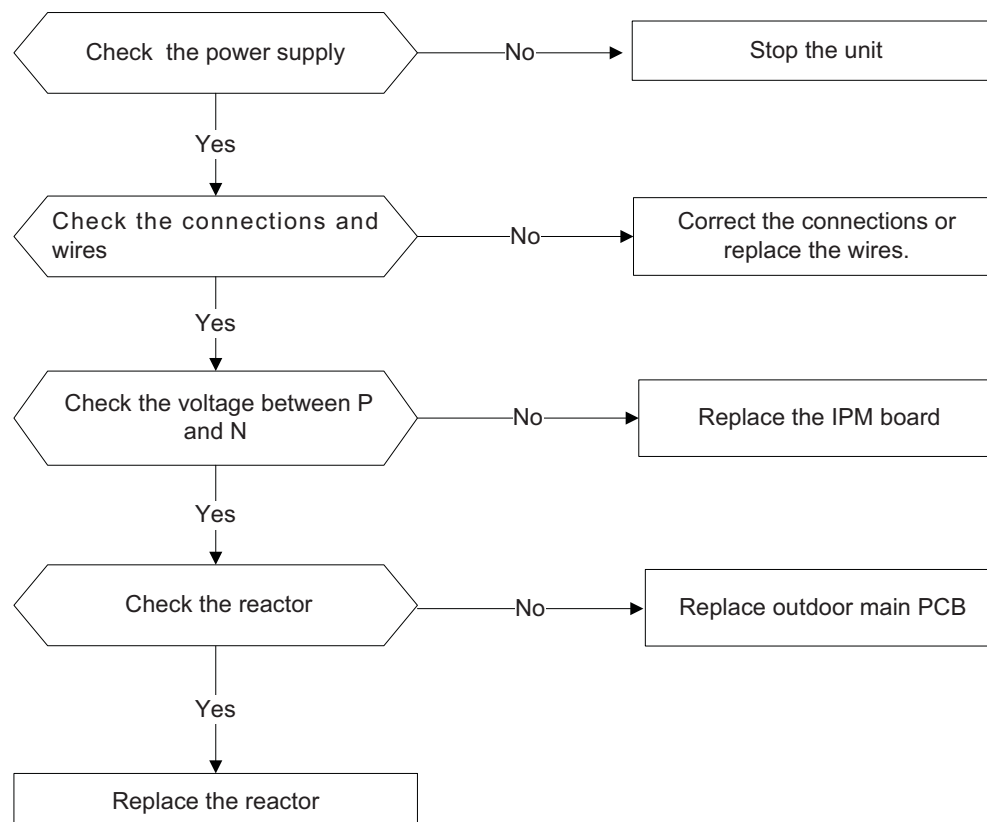 Check the power supply
No
Stop the unit
Yes
Check the connections and
wires
No
Correct the connections or
replace the wires.
Yes
Check the voltage between P
and N
No
Replace the IPM board
Yes
Check the reactor
No
Replace outdoor main PCB
Yes
Replace the reactor